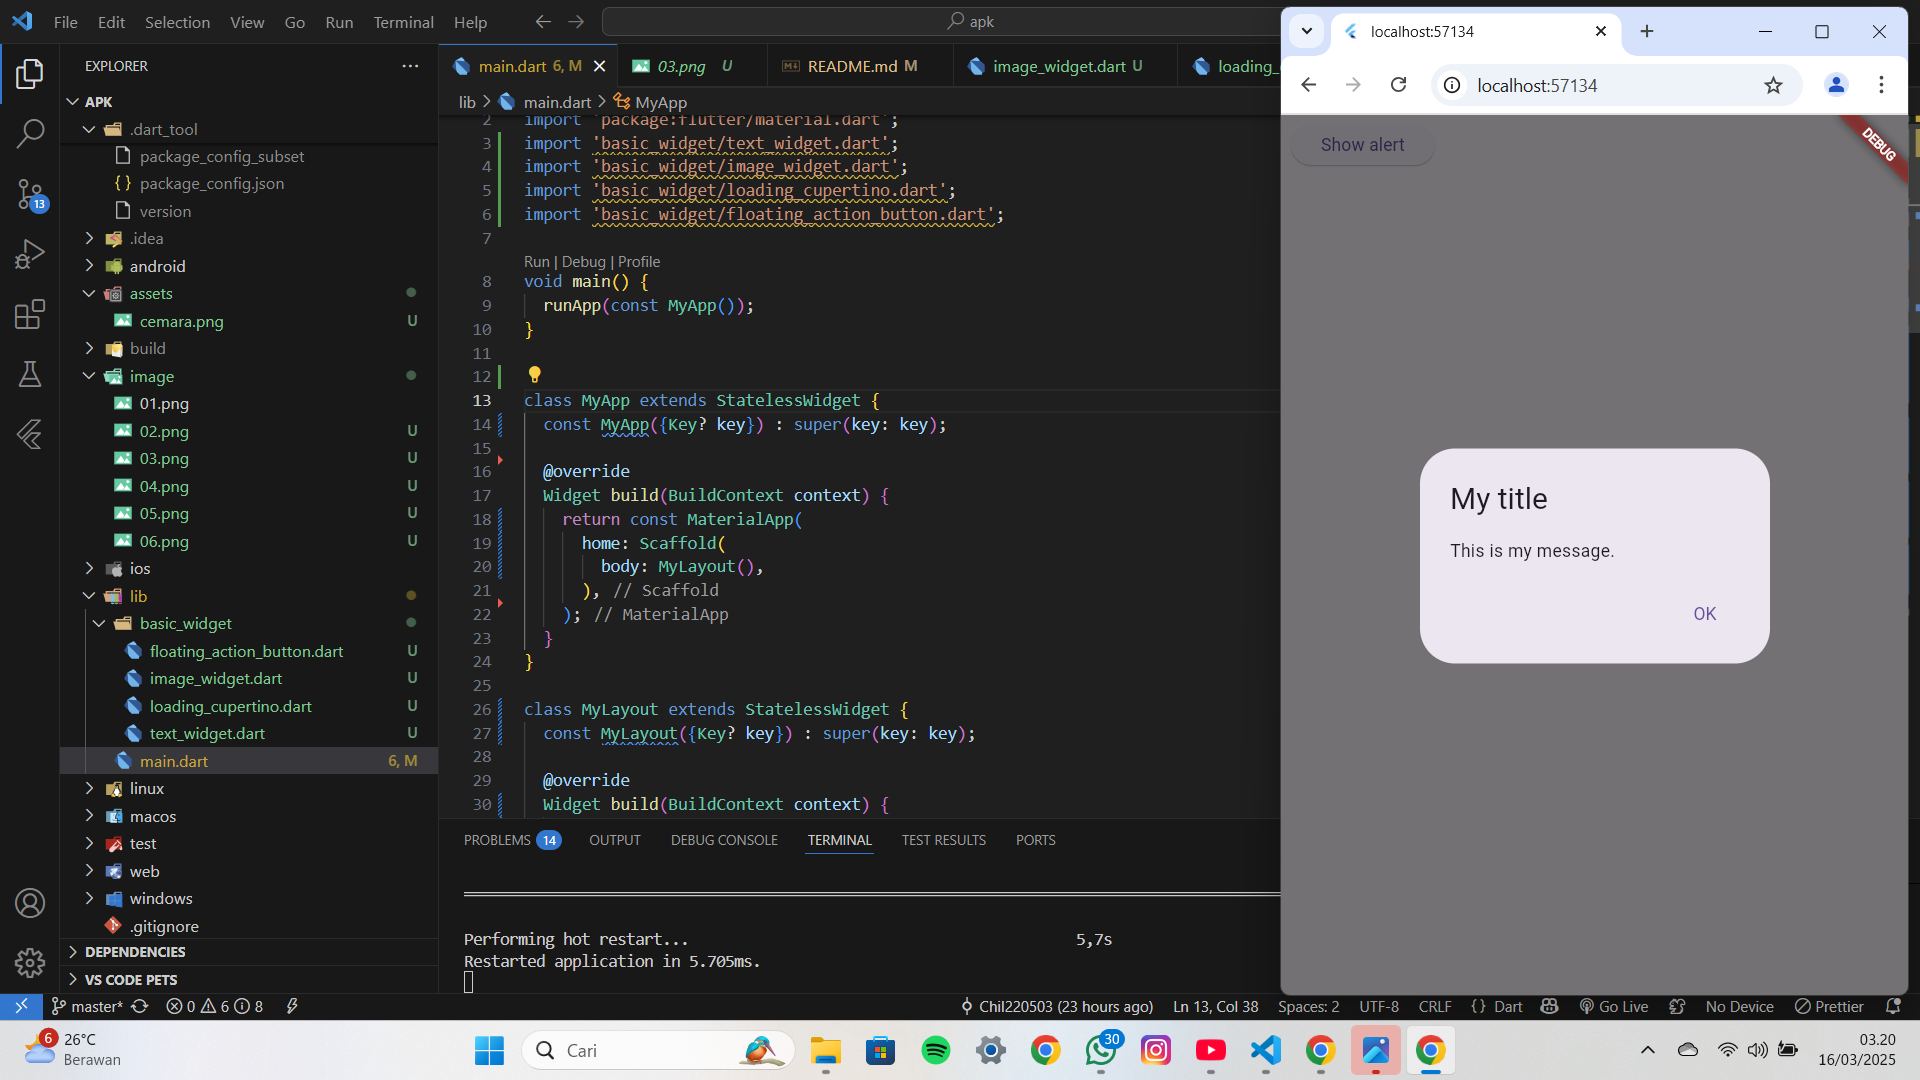 File Edit Selection View Go Run Terminal Help
apk
EXPLORER
APK
.dart_tool
package_config_subset
package_config.json
version
.idea
android
assets
cemara.png U
build
image
01.png
02.png U
03.png U
04.png U
05.png U
06.png U
ios
lib
basic_widget
floating_action_button.dart U
image_widget.dart U
loading_cupertino.dart U
text_widget.dart U
main.dart 6, M
linux
macos
test
web
windows
.gitignore
DEPENDENCIES
VS CODE PETS
13
main.dart 6, M
03.png U
README.md M
image_widget.dart U
loading_
lib > main.dart > MyApp
2 import 'package:flutter/material.dart';
3 import 'basic_widget/text_widget.dart';
4 import 'basic_widget/image_widget.dart';
5 import 'basic_widget/loading_cupertino.dart';
6 import 'basic_widget/floating_action_button.dart';
7
Run | Debug | Profile
8 void main() {
9 runApp(const MyApp());
10 }
11
12
13 class MyApp extends StatelessWidget {
14 const MyApp({Key? key}) : super(key: key);
15
16 @override
17 Widget build(BuildContext context) {
18 return const MaterialApp(
19 home: Scaffold(
20 body: MyLayout(),
21 ), // Scaffold
22 ); // MaterialApp
23 }
24 }
25
26 class MyLayout extends StatelessWidget {
27 const MyLayout({Key? key}) : super(key: key);
28
29 @override
30 Widget build(BuildContext context) {
PROBLEMS 14 OUTPUT DEBUG CONSOLE TERMINAL TEST RESULTS PORTS
Performing hot restart... 5,7s
Restarted application in 5.705ms.
localhost:57134
localhost:57134
Show alert
DEBUG
My title
This is my message.
OK
master* 0 6 8
Chil220503 (23 hours ago) Ln 13, Col 38 Spaces: 2 UTF-8 CRLF {} Dart Go Live No Device Prettier
6
26°C
Berawan
Cari
30
03.20
16/03/2025